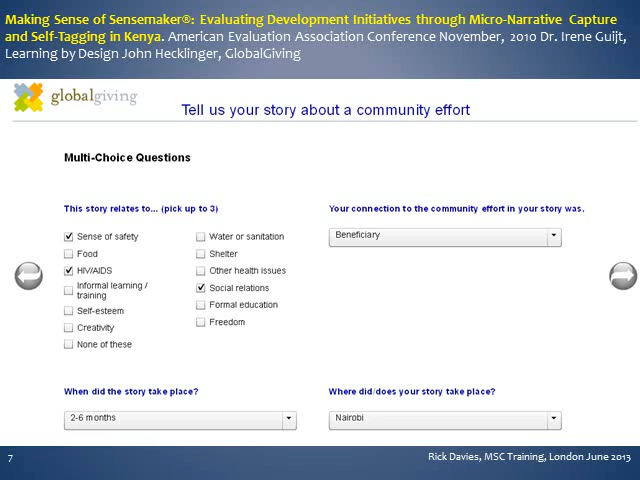 Making Sense of Sensemaker®: Evaluating Development Initiatives through Micro-Narrative Capture
and Self-Tagging in Kenya. American Evaluation Association Conference November, 2010 Dr. Irene Guijt,
Learning by Design John Hecklinger, GlobalGiving
globalgiving
Tell us your story about a community effort
Multi-Choice Questions
This story relates to... (pick up to 3)
Sense of safety
Food
HIV/AIDS
Informal learning /
training
Self-esteem
Creativity
None of these
Water or sanitation
Shelter
Other health issues
Social relations
Formal education
Freedom
Your connection to the community effort in your story was.
Beneficiary
When did the story take place?
2-6 months
Where did/does your story take place?
Nairobi
7
Rick Davies, MSC Training, London June 2013